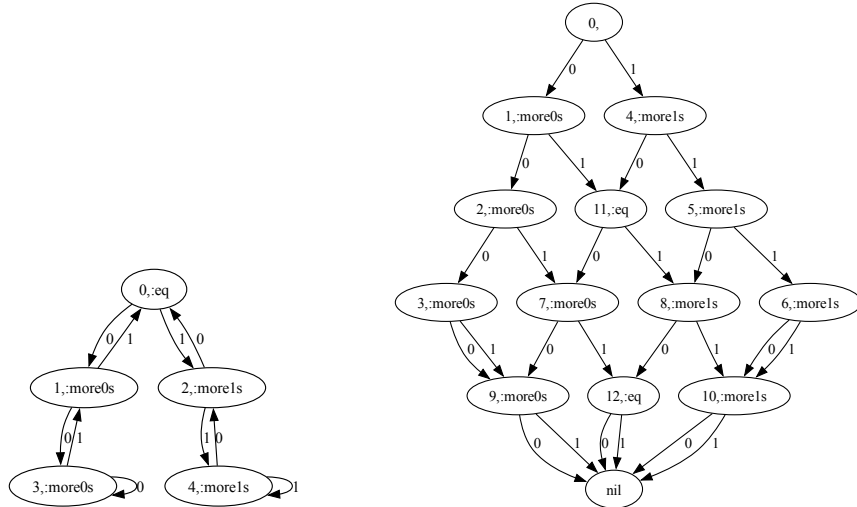 0,
0 1
1,:more0s 4,:more1s
0 1 0 1
2,:more0s 11,:eq 5,:more1s
0 1 0 1 0 1
0,:eq
3,:more0s 7,:more0s 8,:more1s 6,:more1s
0 1 1 0
0 1 0 1 0 1 0 1
1,:more0s 2,:more1s
9,:more0s 12,:eq 10,:more1s
0 1 1 0
0 1 0 1 0 1
3,:more0s 0 4,:more1s 1
nil